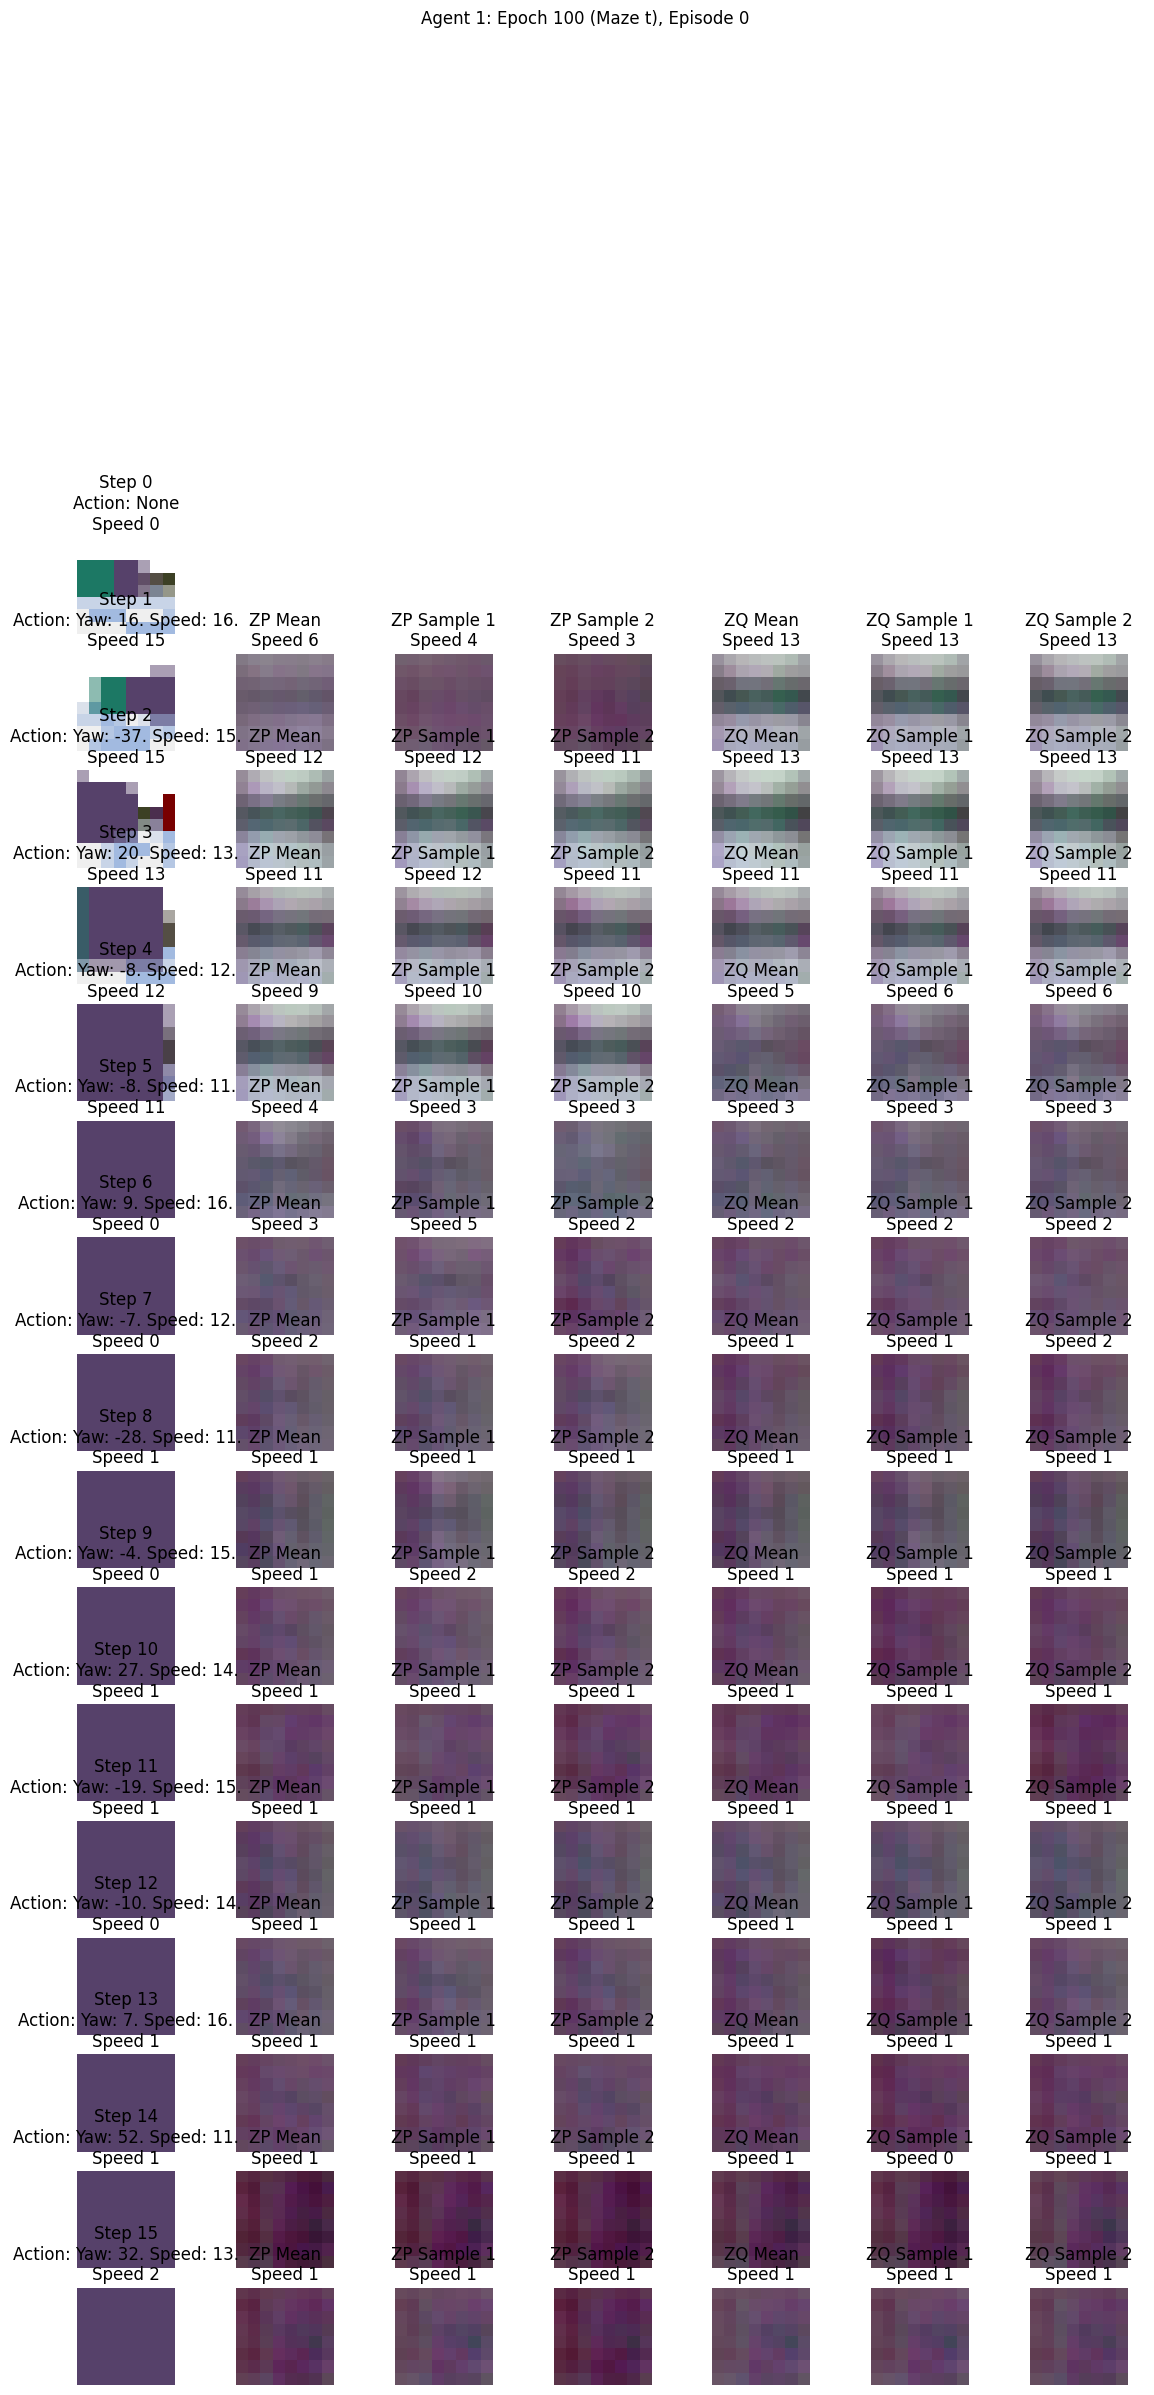 Agent 1: Epoch 100 (Maze t), Episode 0
Step 0
Action: None
Speed 0
Step 1
Action: Yaw: 16. Speed: 16. ZP Mean ZP Sample 1 ZP Sample 2 ZQ Mean ZQ Sample 1 ZQ Sample 2
Speed 15 Speed 6 Speed 4 Speed 3 Speed 13 Speed 13 Speed 13
Step 2
Action: Yaw: -37. Speed: 15. ZP Mean ZP Sample 1 ZP Sample 2 ZQ Mean ZQ Sample 1 ZQ Sample 2
Speed 15 Speed 12 Speed 12 Speed 11 Speed 13 Speed 13 Speed 13
Step 3
Action: Yaw: 20. Speed: 13. ZP Mean ZP Sample 1 ZP Sample 2 ZQ Mean ZQ Sample 1 ZQ Sample 2
Speed 13 Speed 11 Speed 12 Speed 11 Speed 11 Speed 11 Speed 11
Step 4
Action: Yaw: -8. Speed: 12. ZP Mean ZP Sample 1 ZP Sample 2 ZQ Mean ZQ Sample 1 ZQ Sample 2
Speed 12 Speed 9 Speed 10 Speed 10 Speed 5 Speed 6 Speed 6
Step 5
Action: Yaw: -8. Speed: 11. ZP Mean ZP Sample 1 ZP Sample 2 ZQ Mean ZQ Sample 1 ZQ Sample 2
Speed 11 Speed 4 Speed 3 Speed 3 Speed 3 Speed 3 Speed 3
Step 6
Action: Yaw: 9. Speed: 16. ZP Mean ZP Sample 1 ZP Sample 2 ZQ Mean ZQ Sample 1 ZQ Sample 2
Speed 0 Speed 3 Speed 5 Speed 2 Speed 2 Speed 2 Speed 2
Step 7
Action: Yaw: -7. Speed: 12. ZP Mean ZP Sample 1 ZP Sample 2 ZQ Mean ZQ Sample 1 ZQ Sample 2
Speed 0 Speed 2 Speed 1 Speed 2 Speed 1 Speed 1 Speed 2
Step 8
Action: Yaw: -28. Speed: 11. ZP Mean ZP Sample 1 ZP Sample 2 ZQ Mean ZQ Sample 1 ZQ Sample 2
Speed 1 Speed 1 Speed 1 Speed 1 Speed 1 Speed 1 Speed 1
Step 9
Action: Yaw: -4. Speed: 15. ZP Mean ZP Sample 1 ZP Sample 2 ZQ Mean ZQ Sample 1 ZQ Sample 2
Speed 0 Speed 1 Speed 2 Speed 2 Speed 1 Speed 1 Speed 1
Step 10
Action: Yaw: 27. Speed: 14. ZP Mean ZP Sample 1 ZP Sample 2 ZQ Mean ZQ Sample 1 ZQ Sample 2
Speed 1 Speed 1 Speed 1 Speed 1 Speed 1 Speed 1 Speed 1
Step 11
Action: Yaw: -19. Speed: 15. ZP Mean ZP Sample 1 ZP Sample 2 ZQ Mean ZQ Sample 1 ZQ Sample 2
Speed 1 Speed 1 Speed 1 Speed 1 Speed 1 Speed 1 Speed 1
Step 12
Action: Yaw: -10. Speed: 14. ZP Mean ZP Sample 1 ZP Sample 2 ZQ Mean ZQ Sample 1 ZQ Sample 2
Speed 0 Speed 1 Speed 1 Speed 1 Speed 1 Speed 1 Speed 1
Step 13
Action: Yaw: 7. Speed: 16. ZP Mean ZP Sample 1 ZP Sample 2 ZQ Mean ZQ Sample 1 ZQ Sample 2
Speed 1 Speed 1 Speed 1 Speed 1 Speed 1 Speed 1 Speed 1
Step 14
Action: Yaw: 52. Speed: 11. ZP Mean ZP Sample 1 ZP Sample 2 ZQ Mean ZQ Sample 1 ZQ Sample 2
Speed 1 Speed 1 Speed 1 Speed 1 Speed 1 Speed 0 Speed 1
Step 15
Action: Yaw: 32. Speed: 13. ZP Mean ZP Sample 1 ZP Sample 2 ZQ Mean ZQ Sample 1 ZQ Sample 2
Speed 2 Speed 1 Speed 1 Speed 1 Speed 1 Speed 1 Speed 1